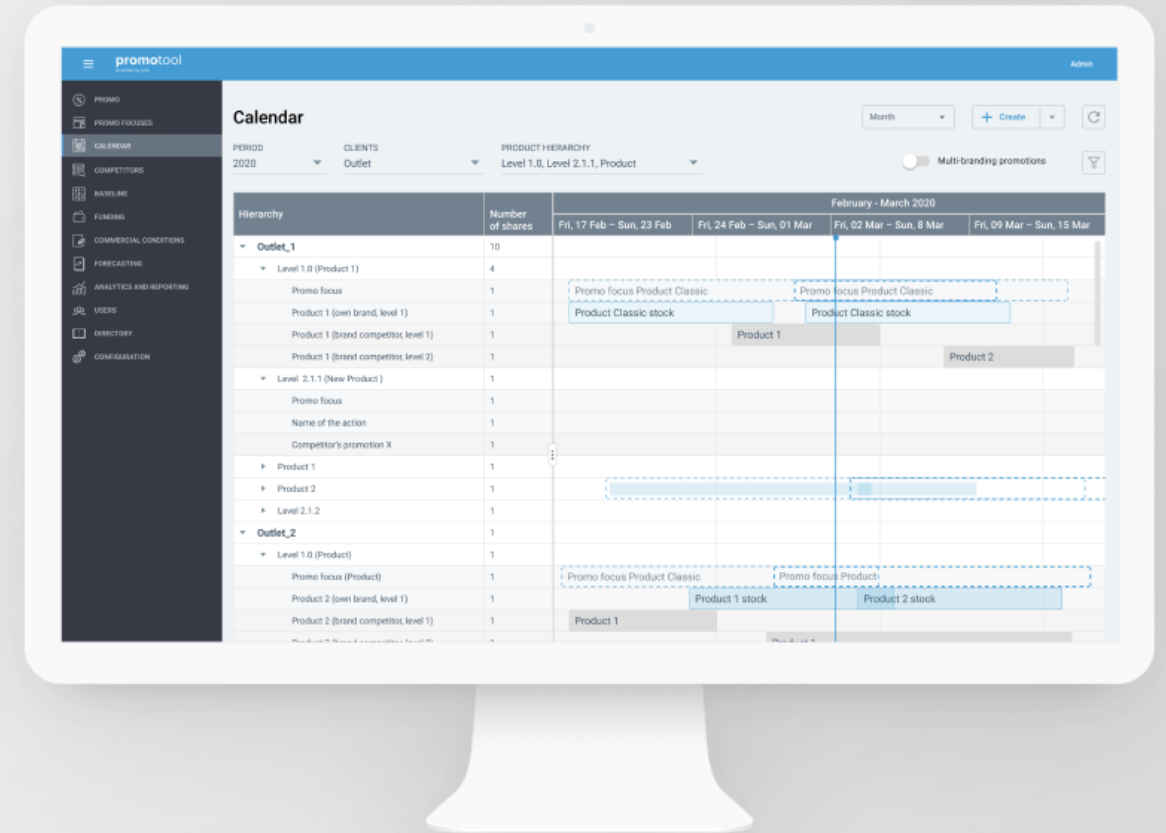 promotool
Admin
PROMO
PROMO FOCUSES
CALENDAR
COMPETITORS
BASELINE
FUNDING
COMMERCIAL CONDITIONS
FORECASTING
ANALYTICS AND REPORTING
USERS
DIRECTORY
CONFIGURATION
Calendar
Month
Create
PERIOD
2020
CLIENTS
Outlet
PRODUCT HIERARCHY
Level 1.0, Level 2.1.1, Product
Multi-branding promotions
Hierarchy
Number
of shares
February - March 2020
Fri, 17 Feb – Sun, 23 Feb
Fri, 24 Feb – Sun, 01 Mar
Fri, 02 Mar – Sun, 8 Mar
Fri, 09 Mar – Sun, 15 Mar
Outlet_1 10
Level 1.0 (Product 1) 4
Promo focus 1 Promo focus Product Classic Promo focus Product Classic
Product 1 (own brand, level 1) 1 Product Classic stock Product Classic stock
Product 1 (brand competitor, level 1) 1 Product 1
Product 1 (brand competitor, level 2) 1 Product 2
Level 2.1.1 (New Product ) 1
Promo focus 1
Name of the action 1
Competitor's promotion X 1
Product 1 1
Product 2 1
Level 2.1.2 1
Outlet_2 1
Level 1.0 (Product) 1
Promo focus (Product) 1 Promo focus Product Classic Promo focus Product
Product 2 (own brand, level 1) 1 Product 1 stock Product 2 stock
Product 2 (brand competitor, level 1) 1 Product 1